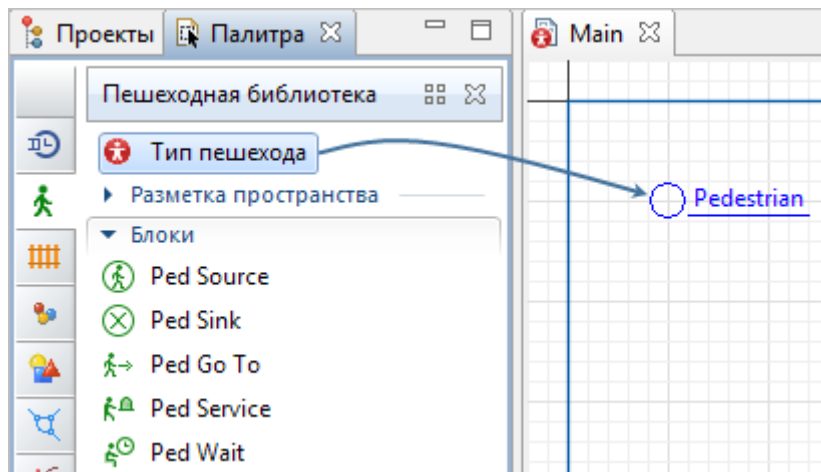 Проекты
Палитра
Main
Пешеходная библиотека
Тип пешехода
Pedestrian
Разметка пространства
Блоки
Ped Source
Ped Sink
Ped Go To
Ped Service
Ped Wait